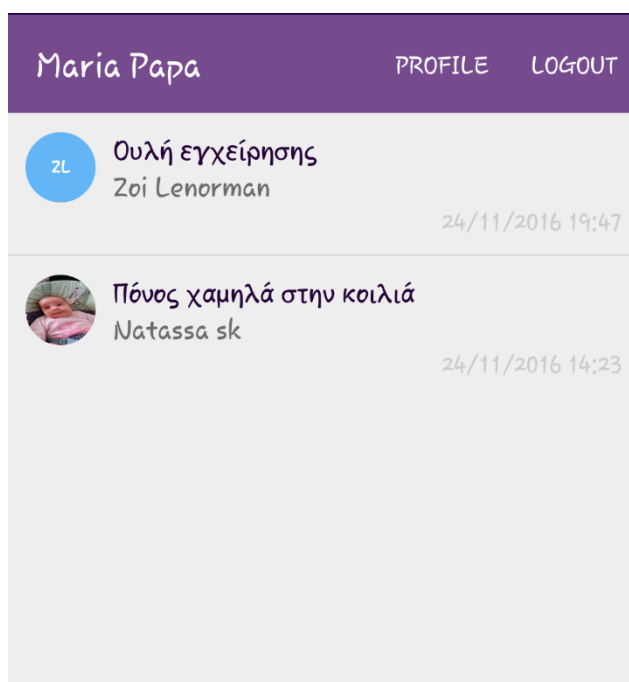 Maria Papa PROFILE LOGOUT
ZL
Ουλή εγχείρησης
Zoi Lenorman
24/11/2016 19:47
Πόνος χαμηλά στην κοιλιά
Natassa sk
24/11/2016 14:23